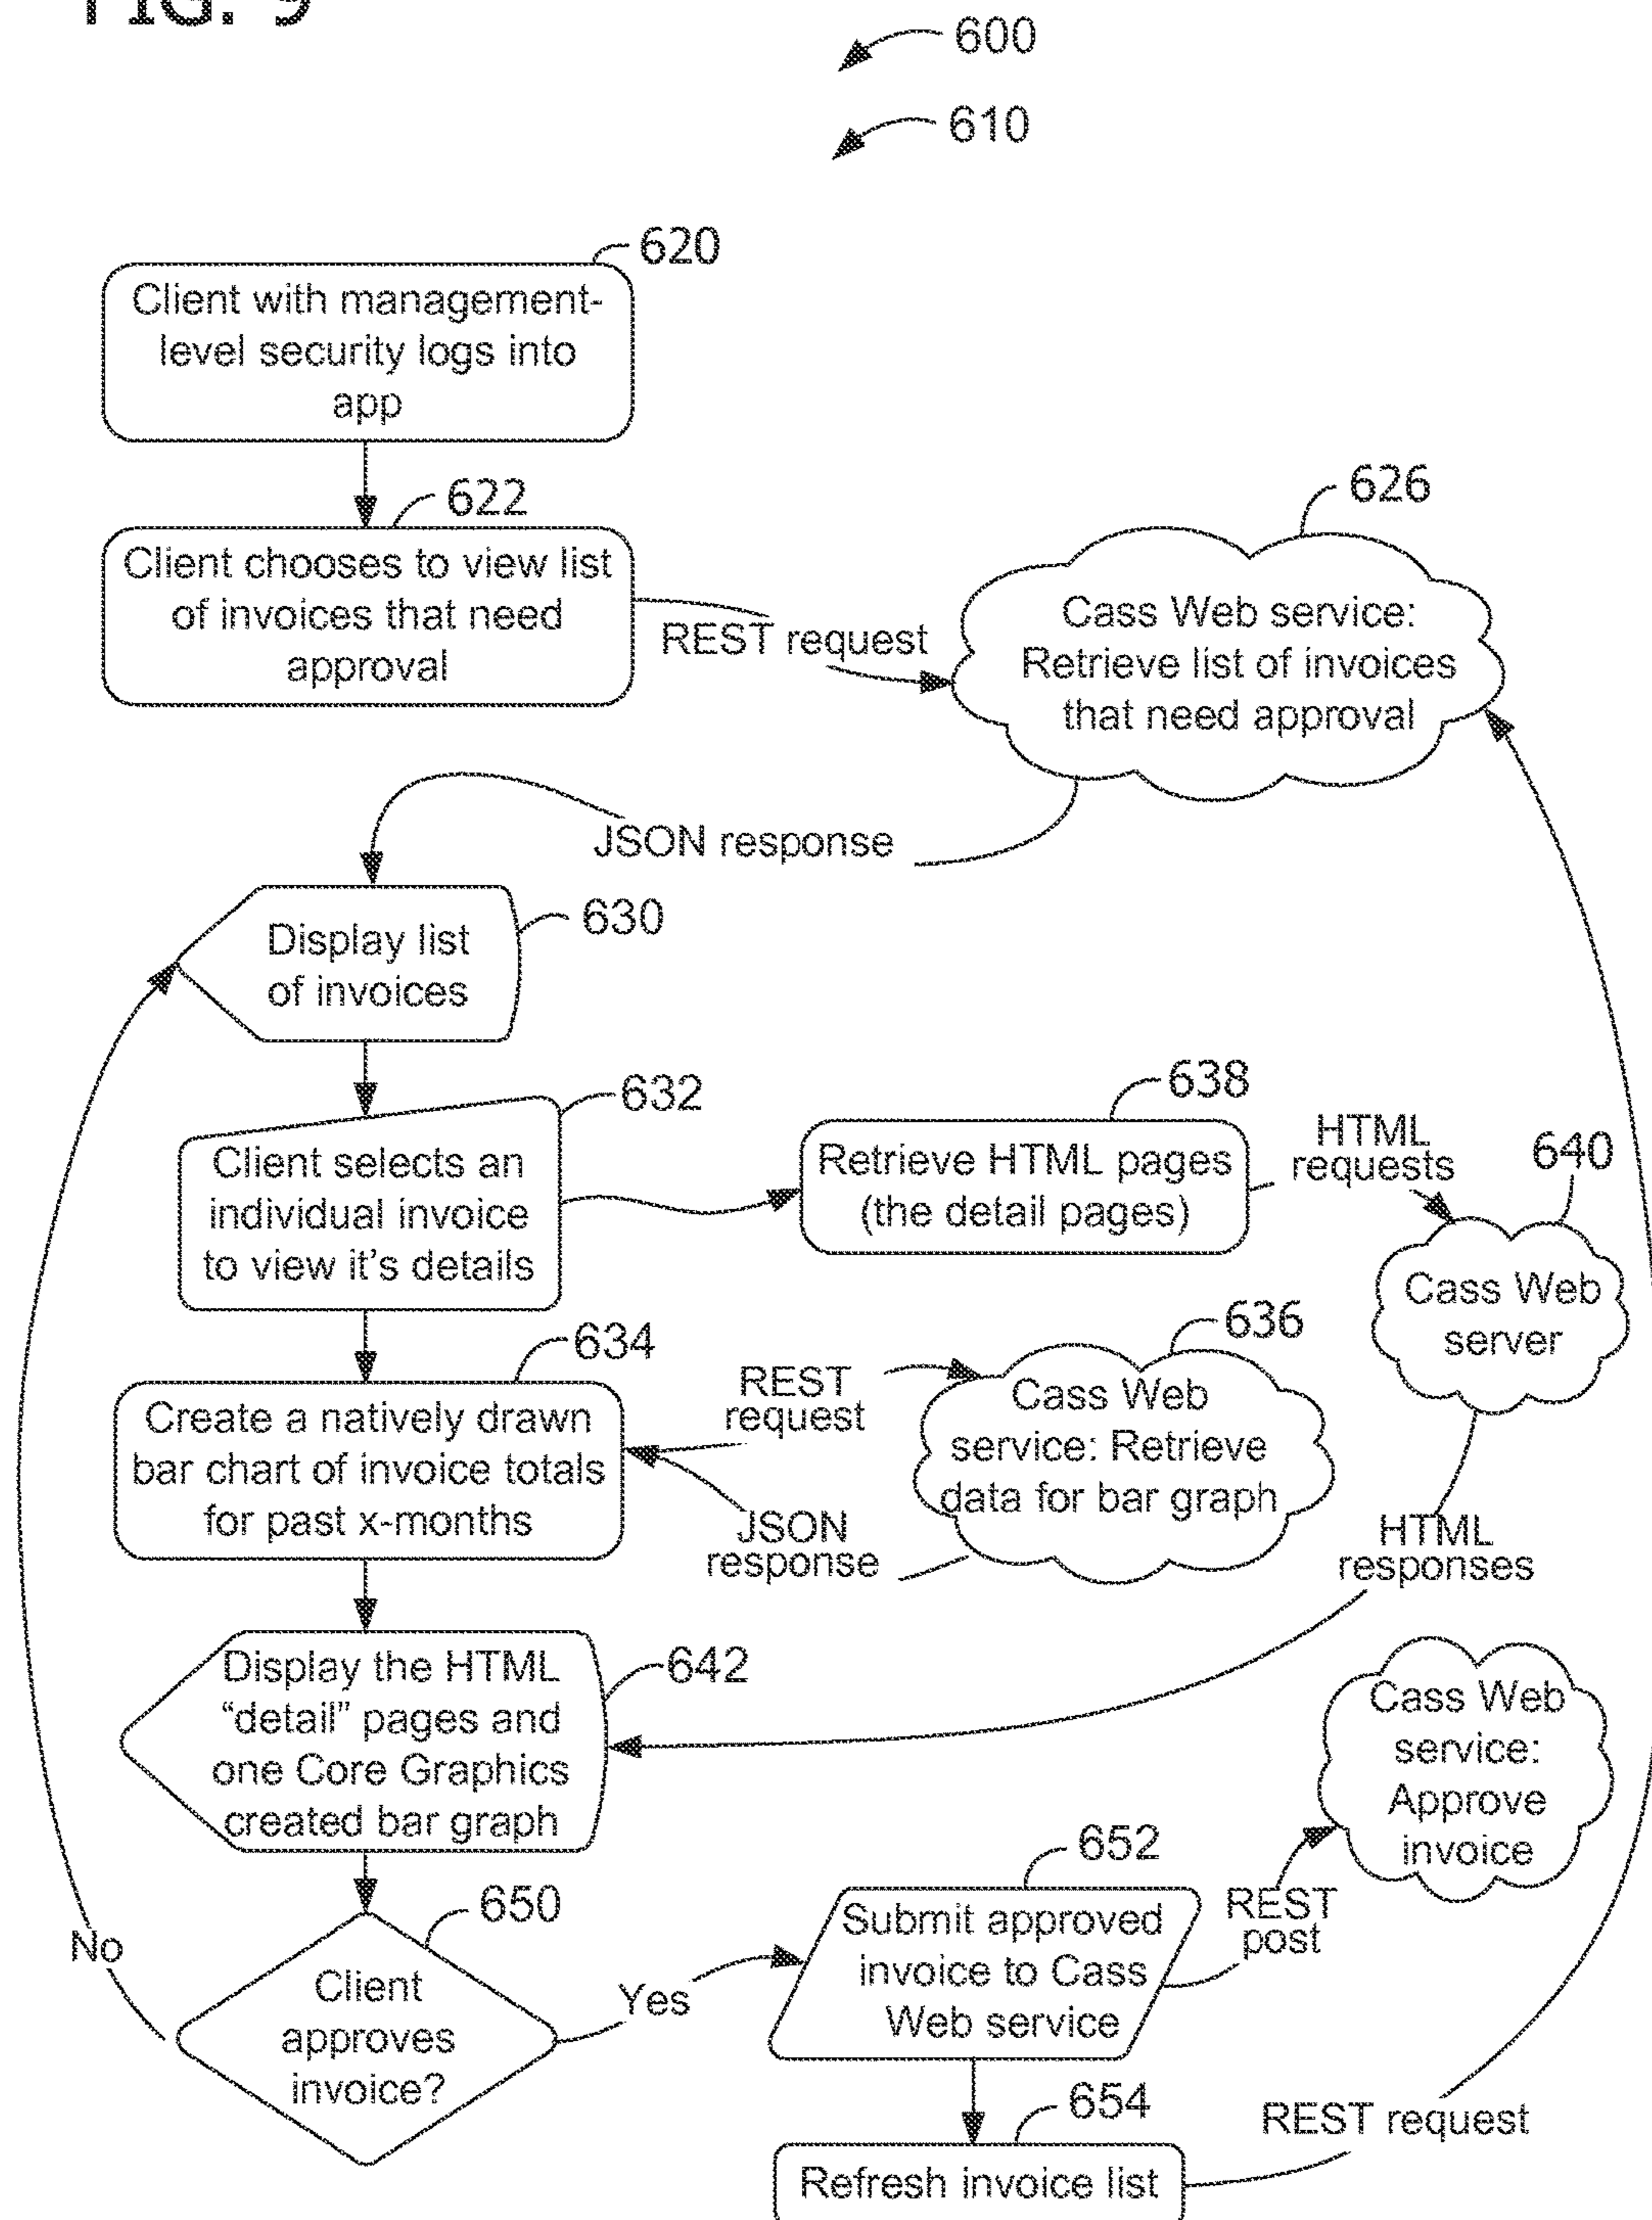 FIG. 9
600
610
620
Client with management-
level security logs into
app
622
Client chooses to view list
of invoices that need
approval
REST request
626
Cass Web service:
Retrieve list of invoices
that need approval
JSON response
630
Display list
of invoices
632
Client selects an
individual invoice
to view it's details
638
Retrieve HTML pages
(the detail pages)
HTML
requests
640
Cass Web
server
634
Create a natively drawn
bar chart of invoice totals
for past x-months
REST
request
636
Cass Web
service: Retrieve
data for bar graph
JSON
response
HTML
responses
642
Display the HTML
“detail” pages and
one Core Graphics
created bar graph
Cass Web
service:
Approve
invoice
650
Client
approves
invoice?
No
Yes
652
Submit approved
invoice to Cass
Web service
REST
post
654
Refresh invoice list
REST request